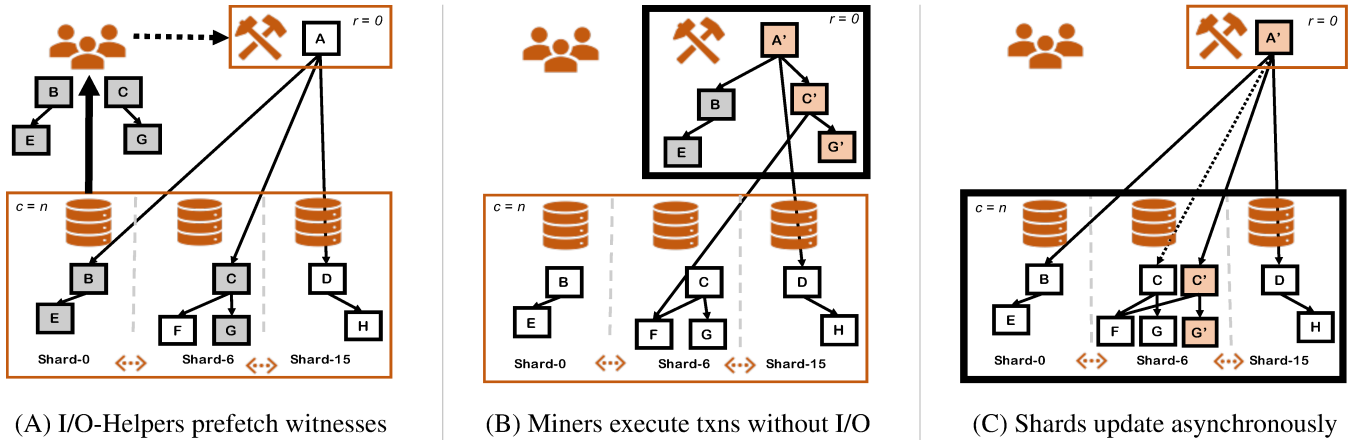 r = 0
A
B C
E G
c = n
B C D
E F G H
Shard-0 Shard-6 Shard-15
(A) I/O-Helpers prefetch witnesses
r = 0
A'
B C'
E G'
c = n
B C D
E F G H
Shard-0 Shard-6 Shard-15
(B) Miners execute txns without I/O
r = 0
A'
c = n
B C C' D
E F G G' H
Shard-0 Shard-6 Shard-15
(C) Shards update asynchronously